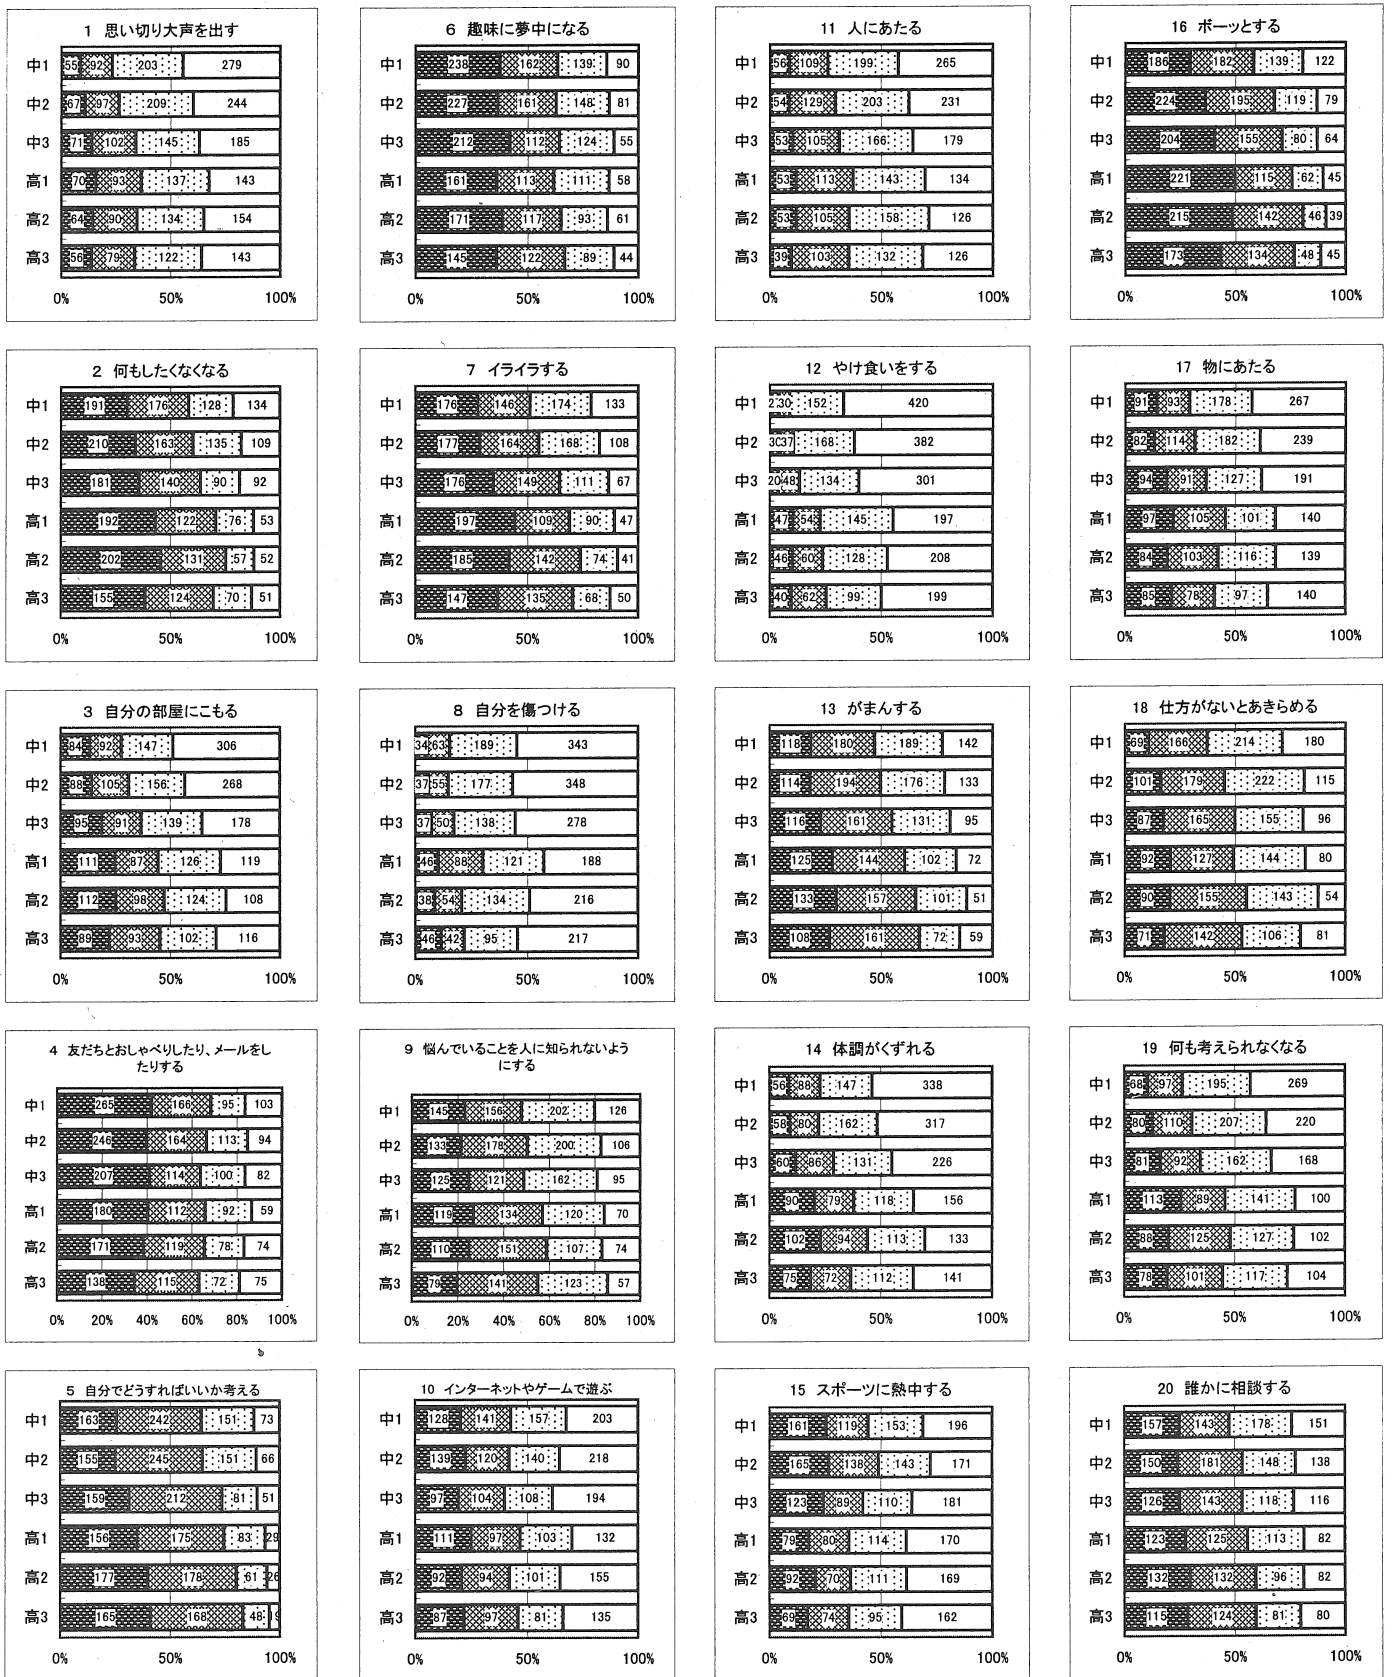 1 思い切り大声を出す
中1 55 92 203 279
中2 67 97 209 244
中3 71 102 145 185
高1 70 93 137 143
高2 64 90 134 154
高3 56 79 122 143
0% 50% 100%
2 何もしたくなくなる
中1 191 176 128 134
中2 210 163 135 109
中3 181 140 90 92
高1 192 122 76 53
高2 202 131 57 52
高3 155 124 70 51
0% 50% 100%
3 自分の部屋にこもる
中1 84 92 147 306
中2 88 105 156 268
中3 95 91 139 178
高1 111 87 126 119
高2 112 98 124 108
高3 89 93 102 116
0% 50% 100%
4 友だちとおしゃべりしたり、メールをし
たりする
中1 265 166 95 103
中2 246 164 113 94
中3 207 114 100 82
高1 180 112 92 59
高2 171 119 78 74
高3 138 115 72 75
0% 20% 40% 60% 80% 100%
5 自分でどうすればいいか考える
中1 163 242 151 73
中2 155 245 151 66
中3 159 212 81 51
高1 156 175 83 29
高2 177 178 61 26
高3 165 168 48 19
0% 50% 100%
6 趣味に夢中になる
中1 238 162 139 90
中2 227 161 148 81
中3 212 112 124 55
高1 161 113 111 58
高2 171 117 93 61
高3 145 122 89 44
0% 50% 100%
7 イライラする
中1 176 146 174 133
中2 177 164 168 108
中3 176 149 111 67
高1 197 109 90 47
高2 185 142 74 41
高3 147 135 68 50
0% 50% 100%
8 自分を傷つける
中1 34 63 189 343
中2 37 55 177 348
中3 37 50 138 278
高1 46 88 121 188
高2 38 54 134 216
高3 46 42 95 217
0% 50% 100%
9 悩んでいることを人に知られないよう
にする
中1 145 156 202 126
中2 133 178 200 106
中3 125 121 162 95
高1 119 134 120 70
高2 110 151 107 74
高3 79 141 123 57
0% 20% 40% 60% 80% 100%
10 インターネットやゲームで遊ぶ
中1 128 141 157 203
中2 139 120 140 218
中3 97 104 108 194
高1 111 97 103 132
高2 92 94 101 155
高3 87 97 81 135
0% 50% 100%
11 人にあたる
中1 56 109 199 265
中2 54 129 203 231
中3 53 105 166 179
高1 53 113 143 134
高2 53 105 158 126
高3 39 103 132 126
0% 50% 100%
12 やけ食いをする
中1 27 30 152 420
中2 30 37 168 382
中3 20 48 134 301
高1 47 54 145 197
高2 46 60 128 208
高3 40 62 99 199
0% 50% 100%
13 がまんする
中1 118 180 189 142
中2 114 194 176 133
中3 116 161 131 95
高1 125 144 102 72
高2 133 157 101 51
高3 108 161 72 59
0% 50% 100%
14 体調がくずれる
中1 56 88 147 338
中2 58 80 162 317
中3 60 86 131 226
高1 90 79 118 156
高2 102 94 113 133
高3 75 72 112 141
0% 50% 100%
15 スポーツに熱中する
中1 161 119 153 196
中2 165 138 143 171
中3 123 89 110 181
高1 79 80 114 170
高2 92 70 111 169
高3 69 74 95 162
0% 50% 100%
16 ボーッとする
中1 186 182 139 122
中2 224 195 119 79
中3 204 155 80 64
高1 221 115 62 45
高2 215 142 46 39
高3 173 134 48 45
0% 50% 100%
17 物にあたる
中1 91 93 178 267
中2 82 114 182 239
中3 94 91 127 191
高1 97 105 101 140
高2 84 103 116 139
高3 85 78 97 140
0% 50% 100%
18 仕方がないとあきらめる
中1 69 166 214 180
中2 101 179 222 115
中3 87 165 155 96
高1 92 127 144 80
高2 90 155 143 54
高3 71 142 106 81
0% 50% 100%
19 何も考えられなくなる
中1 68 97 195 269
中2 80 110 207 220
中3 81 92 162 168
高1 113 89 141 100
高2 88 125 127 102
高3 78 101 117 104
0% 50% 100%
20 誰かに相談する
中1 157 143 178 151
中2 150 181 148 138
中3 126 143 118 116
高1 123 125 113 82
高2 132 132 96 82
高3 115 124 81 80
0% 50% 100%